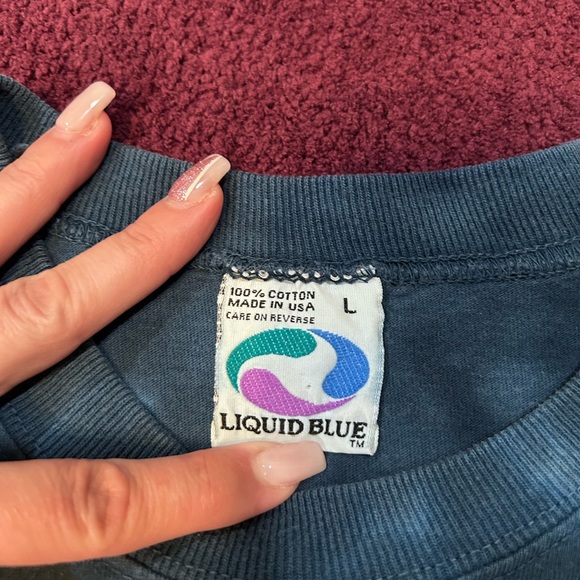 100% COTTON
MADE IN USA
L
CARE ON REVERSE
LIQUID BLUE
TM